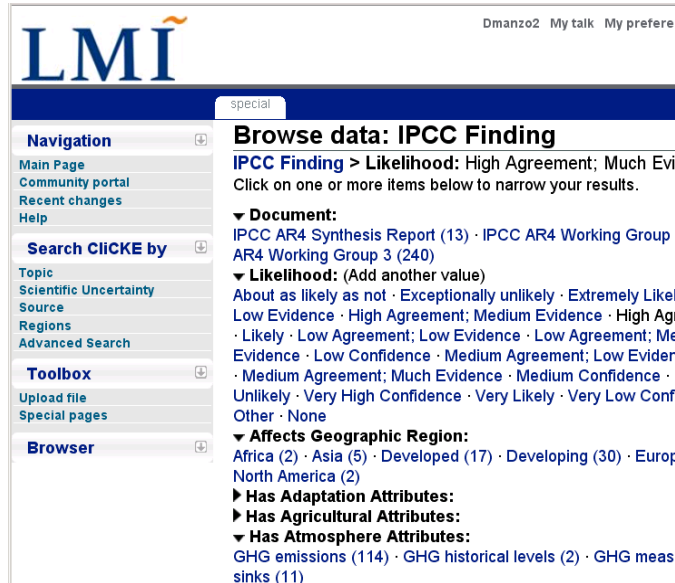 LMI
Dmanzo2 My talk My prefere
special
Navigation
Main Page
Community portal
Recent changes
Help
Search CliCKE by
Topic
Scientific Uncertainty
Source
Regions
Advanced Search
Toolbox
Upload file
Special pages
Browser
Browse data: IPCC Finding
IPCC Finding > Likelihood: High Agreement; Much Evi
Click on one or more items below to narrow your results.
Document:
IPCC AR4 Synthesis Report (13) · IPCC AR4 Working Group
AR4 Working Group 3 (240)
Likelihood: (Add another value)
About as likely as not · Exceptionally unlikely · Extremely Likel
Low Evidence · High Agreement; Medium Evidence · High Agr
· Likely · Low Agreement; Low Evidence · Low Agreement; Me
Evidence · Low Confidence · Medium Agreement; Low Eviden
· Medium Agreement; Much Evidence · Medium Confidence ·
Unlikely · Very High Confidence · Very Likely · Very Low Conf
Other · None
Affects Geographic Region:
Africa (2) · Asia (5) · Developed (17) · Developing (30) · Europ
North America (2)
Has Adaptation Attributes:
Has Agricultural Attributes:
Has Atmosphere Attributes:
GHG emissions (114) · GHG historical levels (2) · GHG meas
sinks (11)